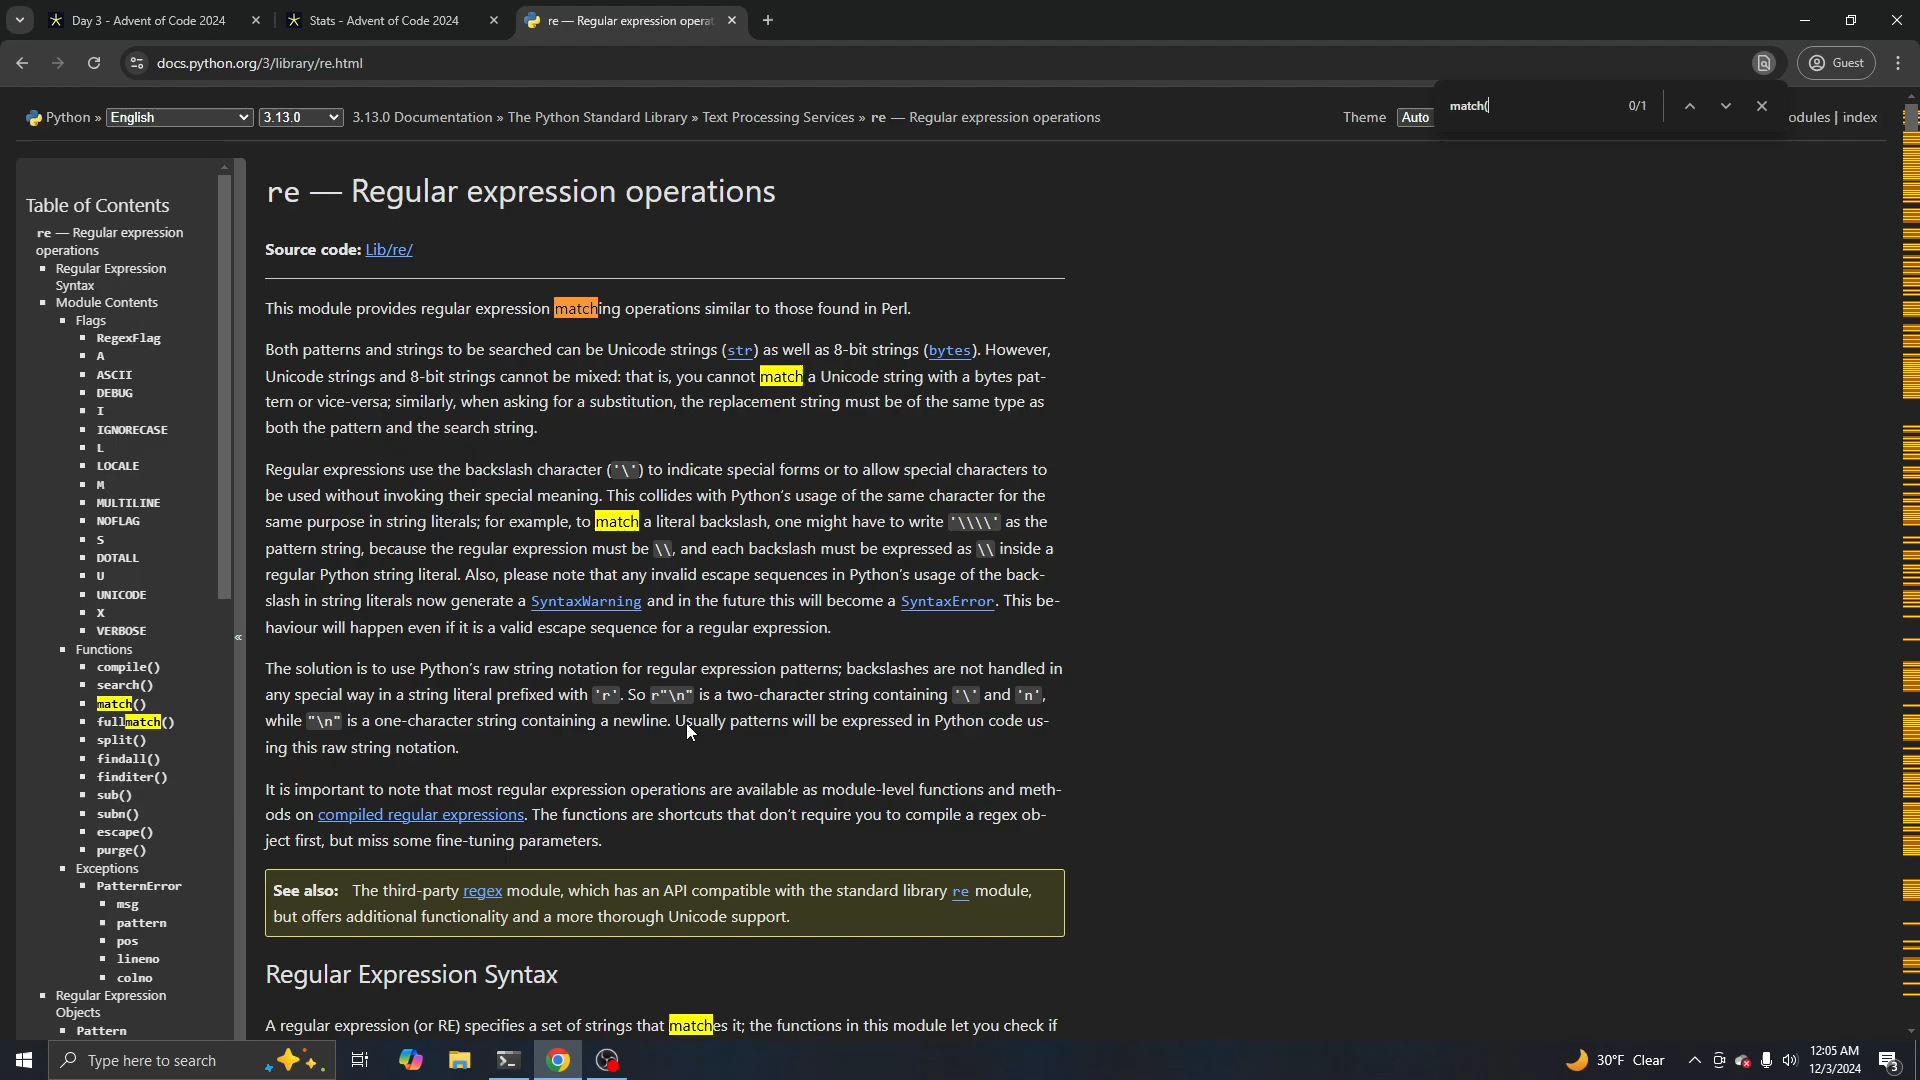 Day 3 - Advent of Code 2024
Stats - Advent of Code 2024
re — Regular expression operat
docs.python.org/3/library/re.html
Guest
match(
0/1
Python »
English
3.13.0
3.13.0 Documentation » The Python Standard Library » Text Processing Services » re — Regular expression operations
Theme
Auto
odules | index
Table of Contents
re — Regular expression
operations
Regular Expression
Syntax
Module Contents
Flags
RegexFlag
A
ASCII
DEBUG
I
IGNORECASE
L
LOCALE
M
MULTILINE
NOFLAG
S
DOTALL
U
UNICODE
X
VERBOSE
Functions
compile()
search()
match()
fullmatch()
split()
findall()
finditer()
sub()
subn()
escape()
purge()
Exceptions
PatternError
msg
pattern
pos
lineno
colno
Regular Expression
Objects
Pattern
«
re — Regular expression operations
Source code: Lib/re/
This module provides regular expression matching operations similar to those found in Perl.
Both patterns and strings to be searched can be Unicode strings (str) as well as 8-bit strings (bytes). However,
Unicode strings and 8-bit strings cannot be mixed: that is, you cannot match a Unicode string with a bytes pat-
tern or vice-versa; similarly, when asking for a substitution, the replacement string must be of the same type as
both the pattern and the search string.
Regular expressions use the backslash character ('\') to indicate special forms or to allow special characters to
be used without invoking their special meaning. This collides with Python's usage of the same character for the
same purpose in string literals; for example, to match a literal backslash, one might have to write '\\\\' as the
pattern string, because the regular expression must be \\, and each backslash must be expressed as \\ inside a
regular Python string literal. Also, please note that any invalid escape sequences in Python's usage of the back-
slash in string literals now generate a SyntaxWarning and in the future this will become a SyntaxError. This be-
haviour will happen even if it is a valid escape sequence for a regular expression.
The solution is to use Python's raw string notation for regular expression patterns; backslashes are not handled in
any special way in a string literal prefixed with 'r'. So r"\n" is a two-character string containing '\' and 'n',
while "\n" is a one-character string containing a newline. Usually patterns will be expressed in Python code us-
ing this raw string notation.
It is important to note that most regular expression operations are available as module-level functions and meth-
ods on compiled regular expressions. The functions are shortcuts that don't require you to compile a regex ob-
ject first, but miss some fine-tuning parameters.
See also: The third-party regex module, which has an API compatible with the standard library re module,
but offers additional functionality and a more thorough Unicode support.
Regular Expression Syntax
A regular expression (or RE) specifies a set of strings that matches it; the functions in this module let you check if
Type here to search
30°F Clear
12:05 AM
12/3/2024
3